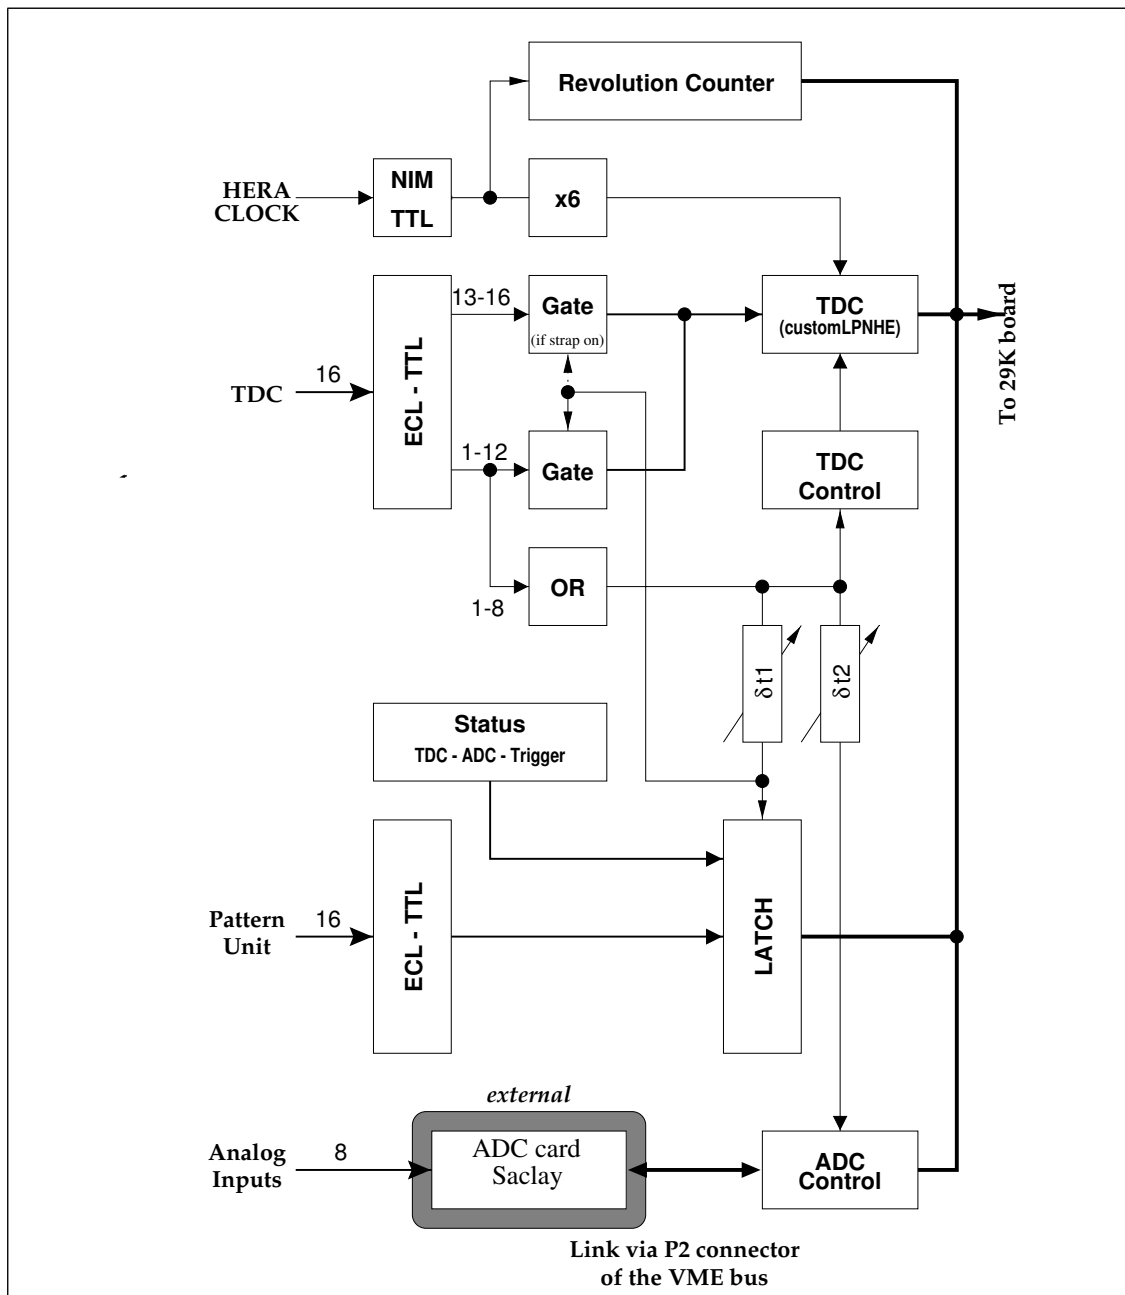 Revolution Counter
HERA
CLOCK
NIM
TTL
x6
13-16
Gate
(if strap on)
TDC
(customLPNHE)
To 29K board
16
TDC
ECL - TTL
1-12
Gate
TDC
Control
OR
1-8
δt1
δt2
Status
TDC - ADC - Trigger
Pattern
Unit
16
ECL - TTL
LATCH
external
Analog
Inputs
8
ADC card
Saclay
ADC
Control
Link via P2 connector
of the VME bus